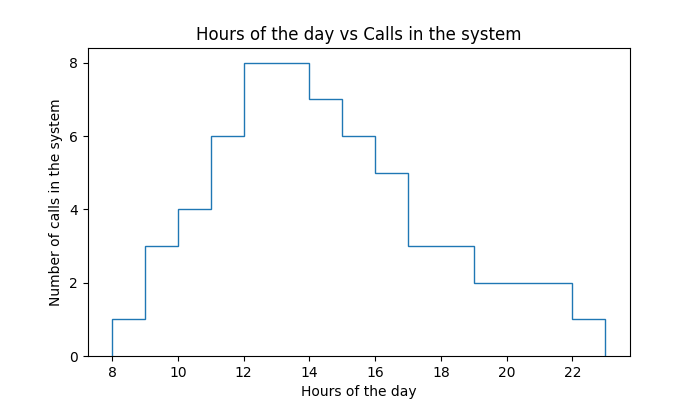 Hours of the day vs Calls in the system
Number of calls in the system
8
6
4
2
0
8 10 12 14 16 18 20 22
Hours of the day